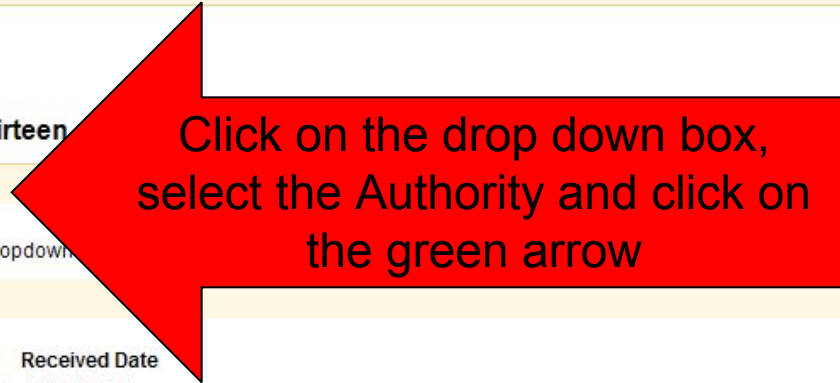 Click on the drop down box,
select the Authority and click on
the green arrow
Received Date